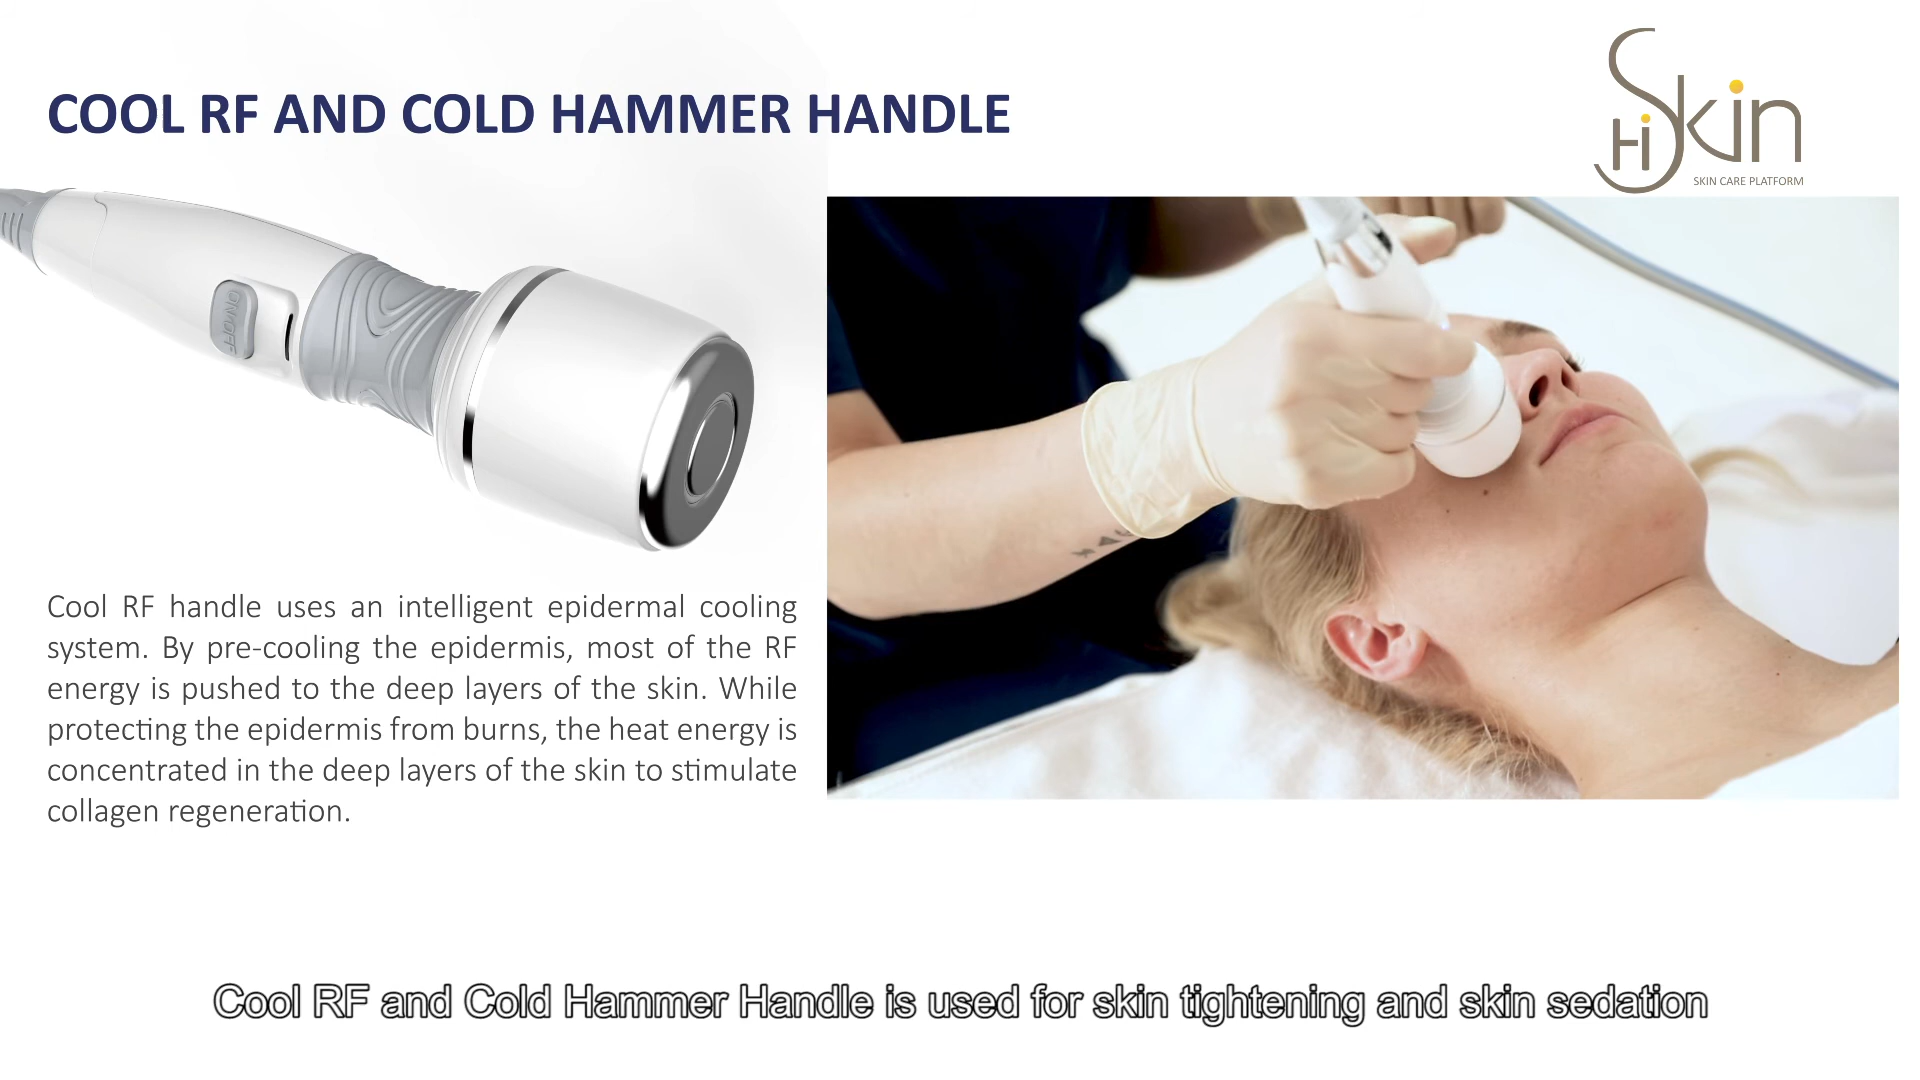 COOL RF AND COLD HAMMER HANDLE
Hi Skin
SKIN CARE PLATFORM
ON/OFF
Cool RF handle uses an intelligent epidermal cooling
system. By pre-cooling the epidermis, most of the RF
energy is pushed to the deep layers of the skin. While
protecting the epidermis from burns, the heat energy is
concentrated in the deep layers of the skin to stimulate
collagen regeneration.
Cool RF and Cold Hammer Handle is used for skin tightening and skin sedation